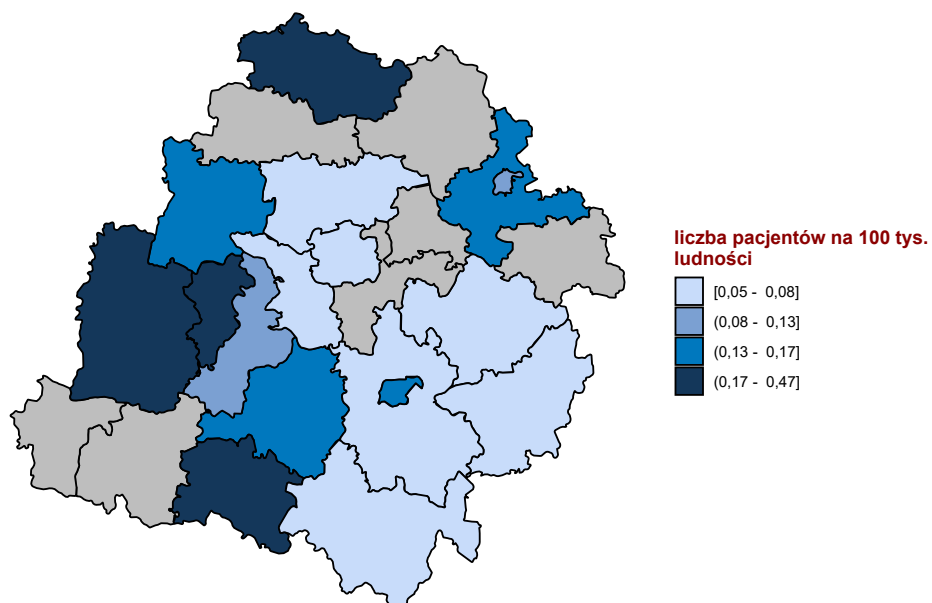 liczba pacjentów na 100 tys.
ludności
[0,05 - 0,08]
(0,08 - 0,13]
(0,13 - 0,17]
(0,17 - 0,47]